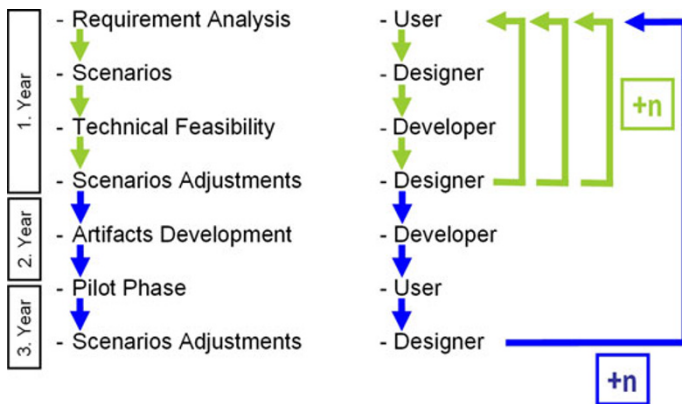 1. Year
- Requirement Analysis - User
- Scenarios - Designer
- Technical Feasibility - Developer
- Scenarios Adjustments - Designer
+n
2. Year
- Artifacts Development - Developer
3. Year
- Pilot Phase - User
- Scenarios Adjustments - Designer
+n